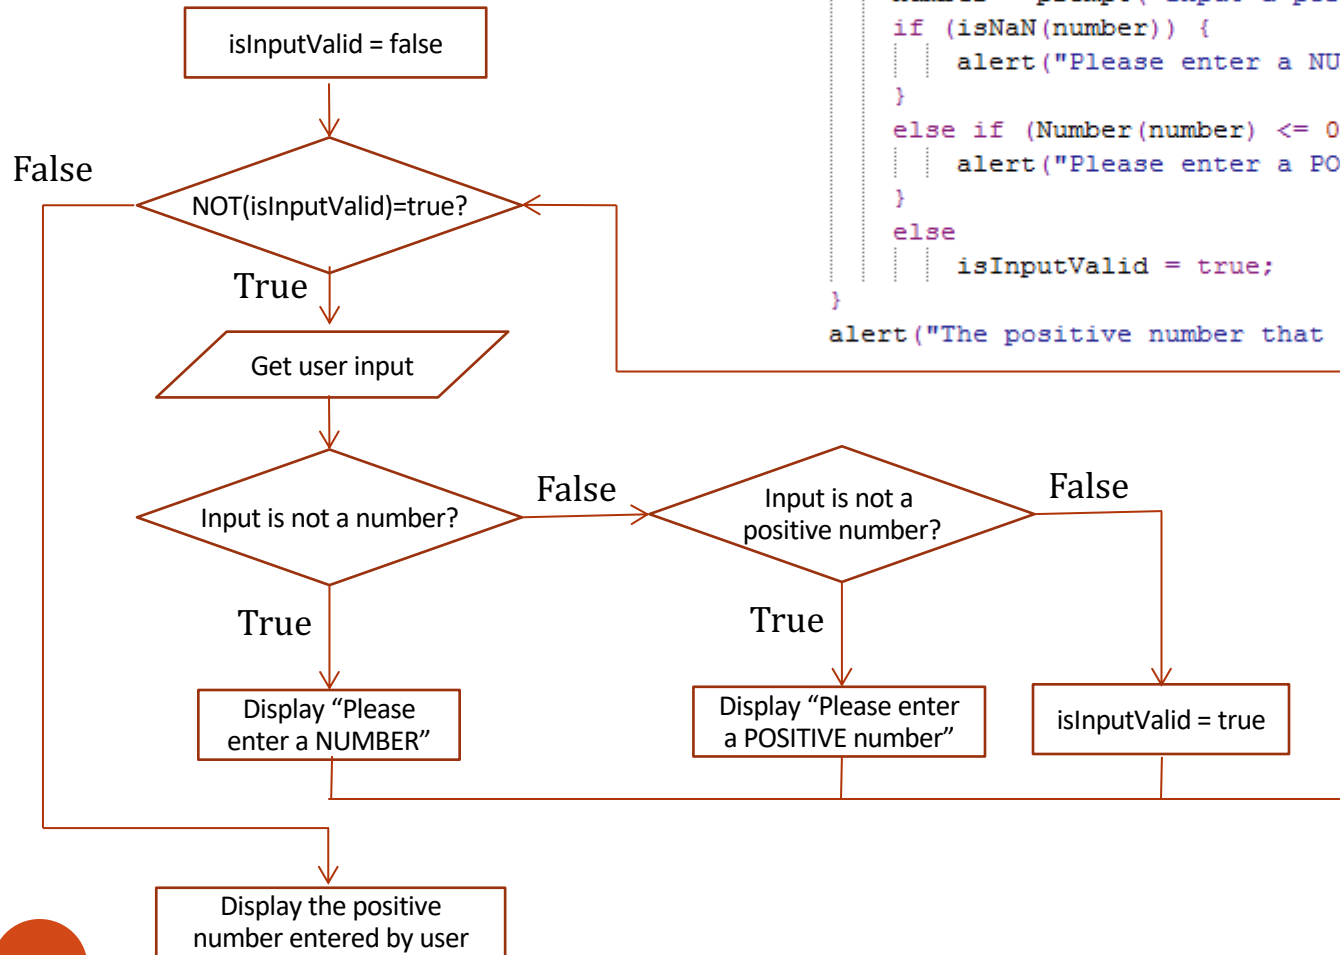 isInputValid = false
False
NOT(isInputValid)=true?
True
Get user input
Input is not a number?
False
Input is not a
positive number?
False
True
True
Display “Please
enter a NUMBER”
Display “Please enter
a POSITIVE number”
isInputValid = true
Display the positive
number entered by user
if (isNaN(number)) {
alert("Please enter a NU
}
else if (Number(number) <= 0
alert("Please enter a PO
}
else
isInputValid = true;
}
alert("The positive number that